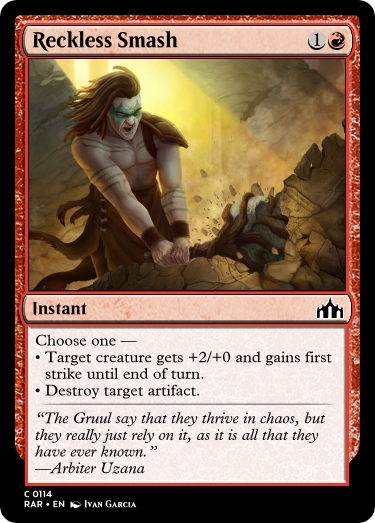 Reckless Smash 1
Instant
Choose one —
• Target creature gets +2/+0 and gains first
strike until end of turn.
• Destroy target artifact.
“The Gruul say that they thrive in chaos, but
they really just rely on it, as it is all that they
have ever known.”
—Arbiter Uzana
C 0114
RAR • EN Ivan Garcia